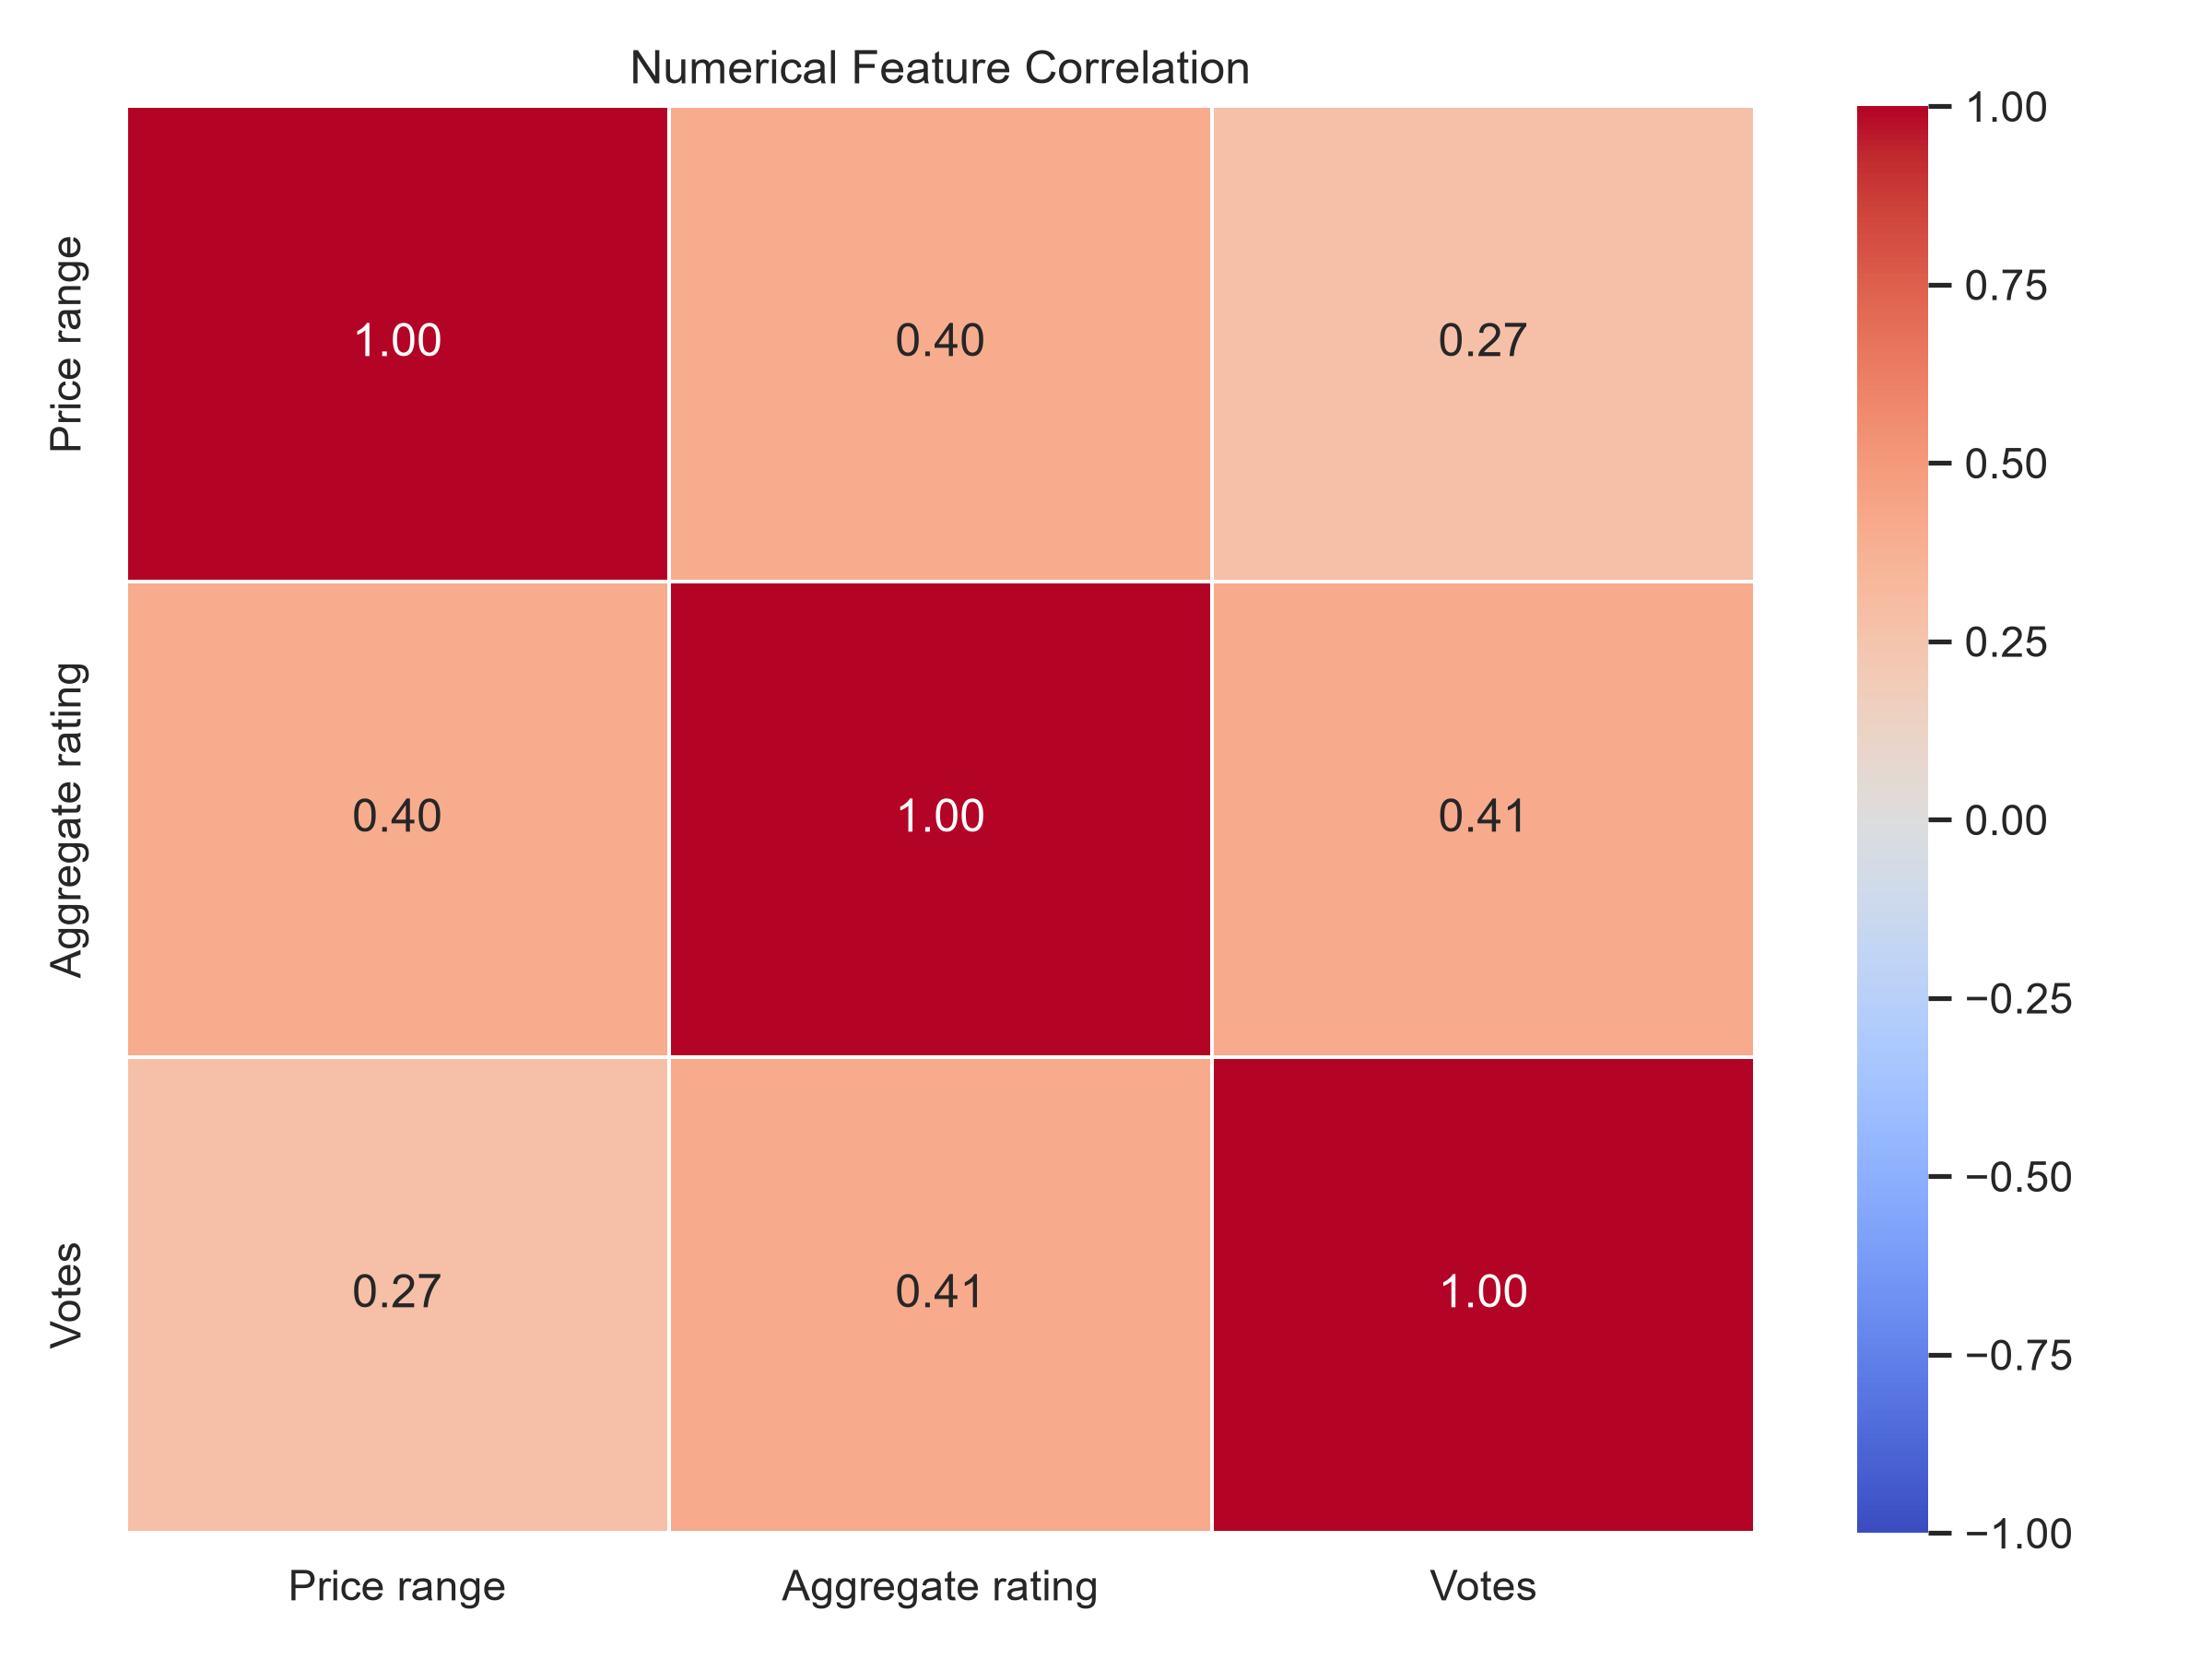 Numerical Feature Correlation
Price range
1.00 0.40 0.27
Aggregate rating
0.40 1.00 0.41
Votes
0.27 0.41 1.00
Price range Aggregate rating Votes
1.00
0.75
0.50
0.25
0.00
−0.25
−0.50
−0.75
−1.00